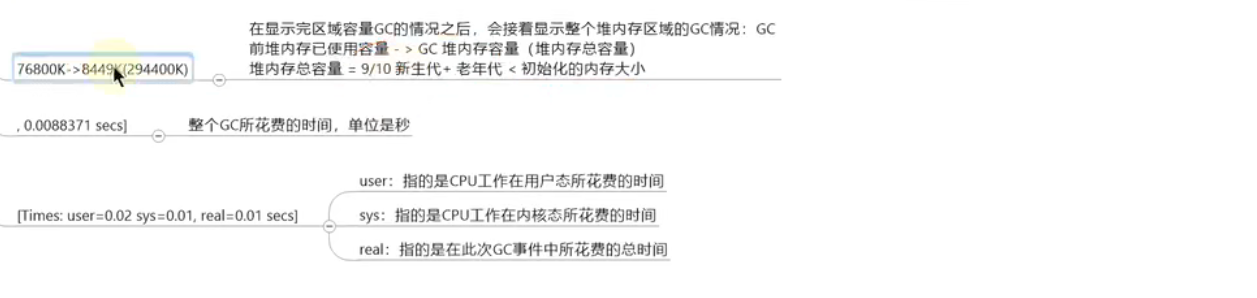 在显示完区域容量GC的情况之后，会接着显示整个堆内存区域的GC情况：GC
前堆内存已使用容量 - > GC 堆内存容量（堆内存总容量）
76800K->8449K(294400K)
堆内存总容量 = 9/10 新生代+ 老年代 < 初始化的内存大小
, 0.0088371 secs]
整个GC所花费的时间，单位是秒
user：指的是CPU工作在用户态所花费的时间
[Times: user=0.02 sys=0.01, real=0.01 secs]
sys：指的是CPU工作在内核态所花费的时间
real：指的是在此次GC事件中所花费的总时间